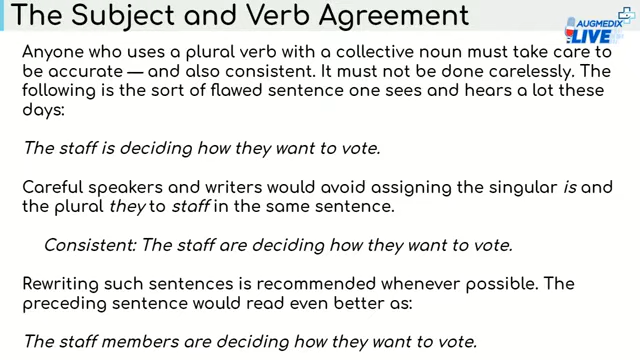 The Subject and Verb Agreement
AUGMEDIX
LIVE
Anyone who uses a plural verb with a collective noun must take care to
be accurate — and also consistent. It must not be done carelessly. The
following is the sort of flawed sentence one sees and hears a lot these
days:
The staff is deciding how they want to vote.
Careful speakers and writers would avoid assigning the singular is and
the plural they to staff in the same sentence.
Consistent: The staff are deciding how they want to vote.
Rewriting such sentences is recommended whenever possible. The
preceding sentence would read even better as:
The staff members are deciding how they want to vote.